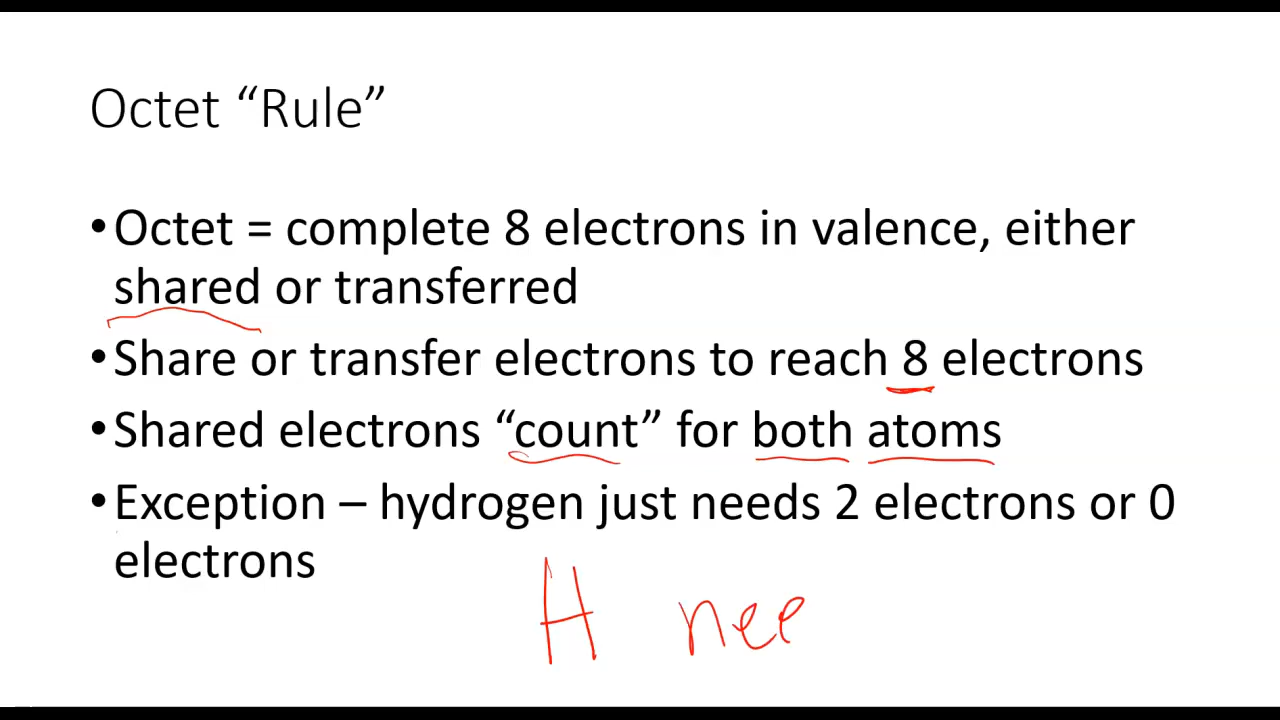 Octet “Rule”
•Octet = complete 8 electrons in valence, either
shared or transferred
•Share or transfer electrons to reach 8 electrons
•Shared electrons “count” for both atoms
•Exception – hydrogen just needs 2 electrons or 0
electrons
H nee